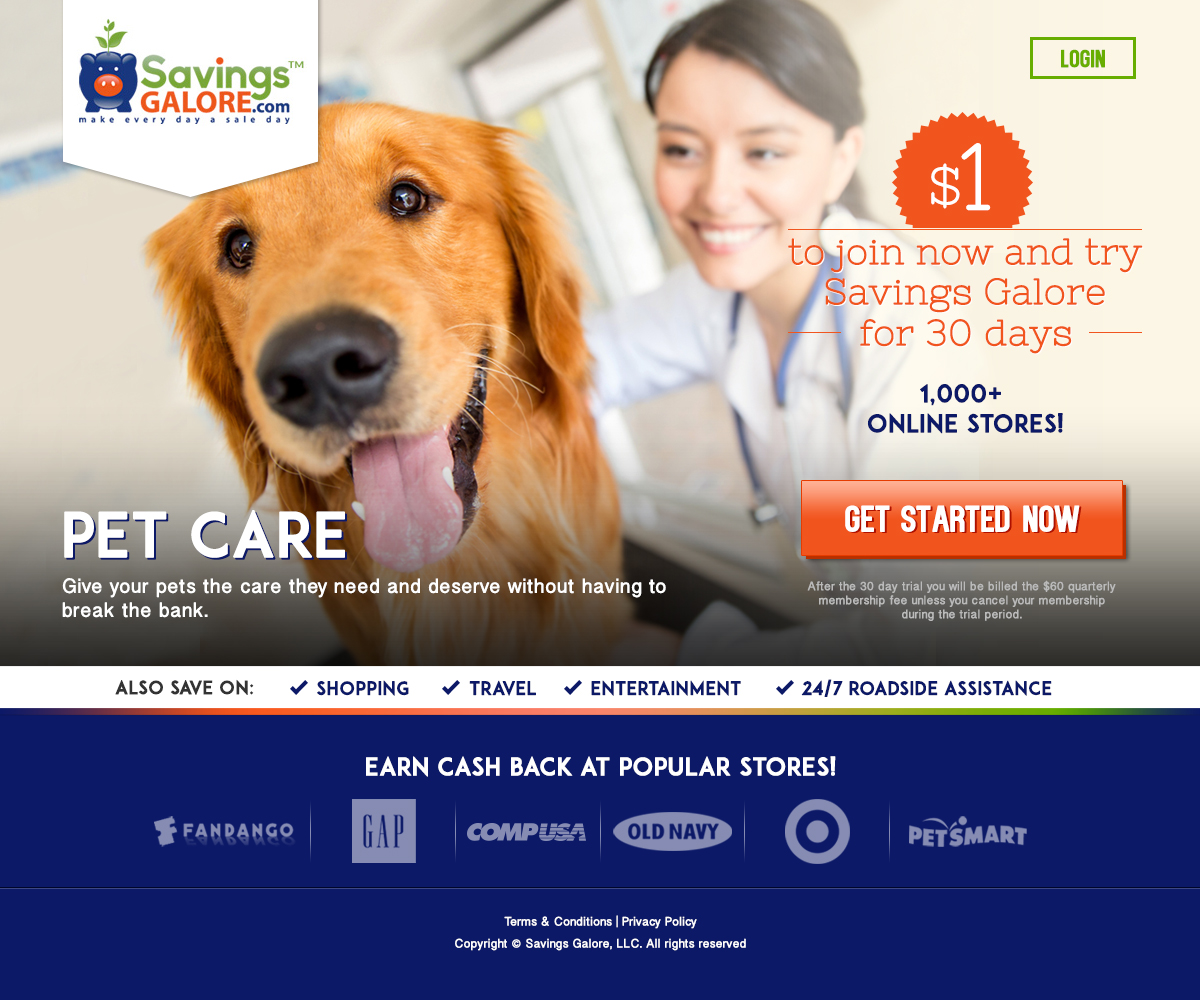 Savings™
GALORE.com
make every day a sale day
LOGIN
$1
to join now and try
Savings Galore
for 30 days
1,000+
ONLINE STORES!
GET STARTED NOW
After the 30 day trial you will be billed the $60 quarterly
membership fee unless you cancel your membership
during the trial period.
PET CARE
Give your pets the care they need and deserve without having to
break the bank.
ALSO SAVE ON: SHOPPING TRAVEL ENTERTAINMENT 24/7 ROADSIDE ASSISTANCE
EARN CASH BACK AT POPULAR STORES!
FANDANGO GAP COMPUSA OLD NAVY PETSMART
Terms & Conditions | Privacy Policy
Copyright © Savings Galore, LLC. All rights reserved